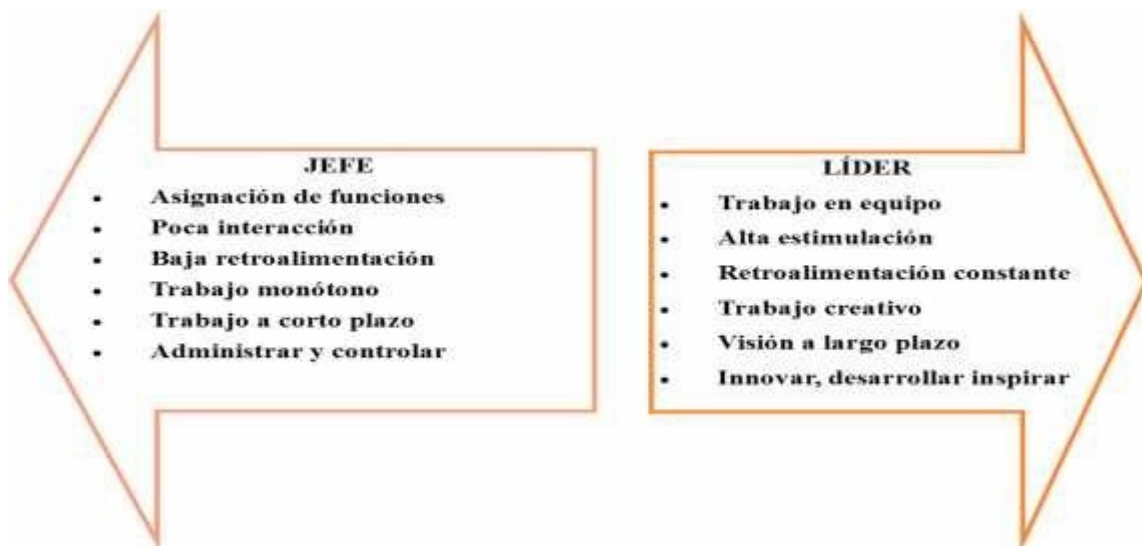 JEFE
• Asignación de funciones
• Poca interacción
• Baja retroalimentación
• Trabajo monótono
• Trabajo a corto plazo
• Administrar y controlar
LÍDER
• Trabajo en equipo
• Alta estimulación
• Retroalimentación constante
• Trabajo creativo
• Visión a largo plazo
• Innovar, desarrollar inspirar